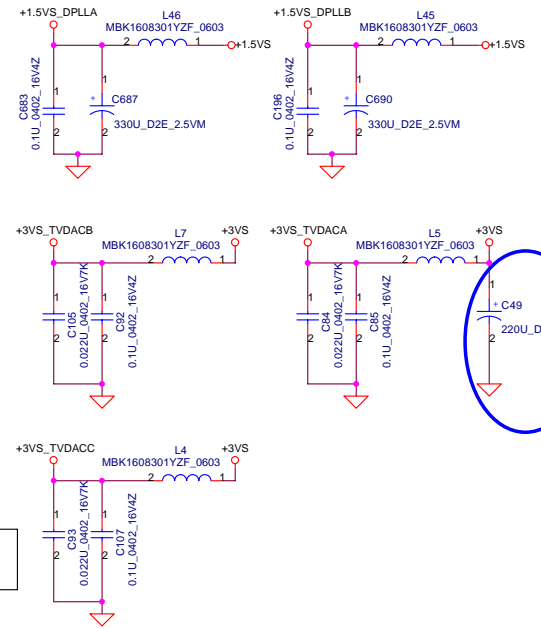 +1.5VS_DPLLA
L46
MBK1608301YZF_0603
2
1
+1.5VS
1
2
C683
0.1U_0402_16V4Z
1
+
C687
2
330U_D2E_2.5VM
+1.5VS_DPLLB
L45
MBK1608301YZF_0603
2
1
+1.5VS
1
2
C196
0.1U_0402_16V4Z
1
+
C690
2
330U_D2E_2.5VM
+3VS_TVDACB
L7
MBK1608301YZF_0603
+3VS
2
1
1
2
C105
0.022U_0402_16V7K
1
2
C92
0.1U_0402_16V4Z
+3VS_TVDACA
L5
MBK1608301YZF_0603
+3VS
2
1
1
2
C84
0.022U_0402_16V7K
1
2
C85
0.1U_0402_16V4Z
1
+
C49
2
220U_D
+3VS_TVDACC
L4
MBK1608301YZF_0603
+3VS
2
1
1
2
C93
0.022U_0402_16V7K
1
2
C107
0.1U_0402_16V4Z